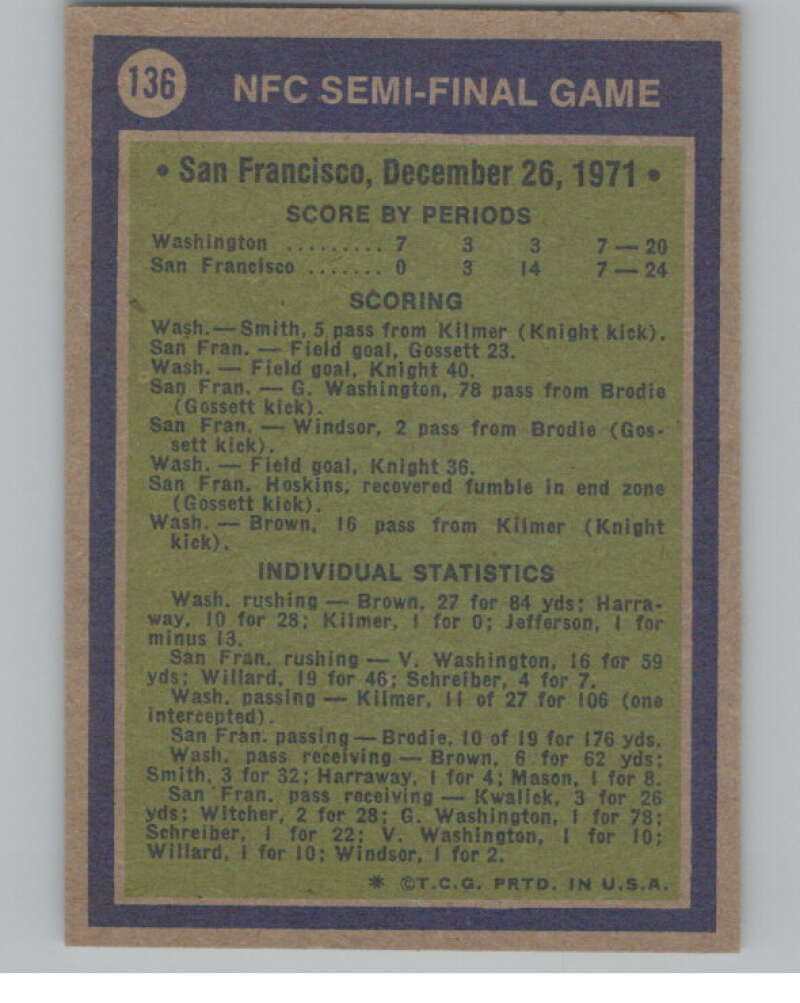 136
NFC SEMI-FINAL GAME
• San Francisco, December 26, 1971 •
SCORE BY PERIODS
Washington ......... 7 3 3 7 — 20
San Francisco ....... 0 3 14 7 — 24
SCORING
Wash. — Smith, 5 pass from Kilmer (Knight kick).
San Fran. — Field goal, Gossett 23.
Wash. — Field goal, Knight 40.
San Fran. — G. Washington, 78 pass from Brodie
(Gossett kick).
San Fran. — Windsor, 2 pass from Brodie (Gos-
sett kick).
Wash. — Field goal, Knight 36.
San Fran. Hoskins, recovered fumble in end zone
(Gossett kick).
Wash. — Brown, 16 pass from Kilmer (Knight
kick).
INDIVIDUAL STATISTICS
Wash. rushing — Brown, 27 for 84 yds; Harra-
way, 10 for 28; Kilmer, 1 for 0; Jefferson, 1 for
minus 13.
San Fran. rushing — V. Washington, 16 for 59
yds; Willard, 19 for 46; Schreiber, 4 for 7.
Wash. passing — Kilmer, 11 of 27 for 106 (one
intercepted).
San Fran. passing — Brodie, 10 of 19 for 176 yds.
Wash. pass receiving — Brown, 6 for 62 yds;
Smith, 3 for 32; Harraway, 1 for 4; Mason, 1 for 8.
San Fran. pass receiving — Kwalick, 3 for 26
yds; Witcher, 2 for 28; G. Washington, 1 for 78;
Schreiber, 1 for 22; V. Washington, 1 for 10;
Willard, 1 for 10; Windsor, 1 for 2.
* ©T.C.G. PRTD. IN U.S.A.